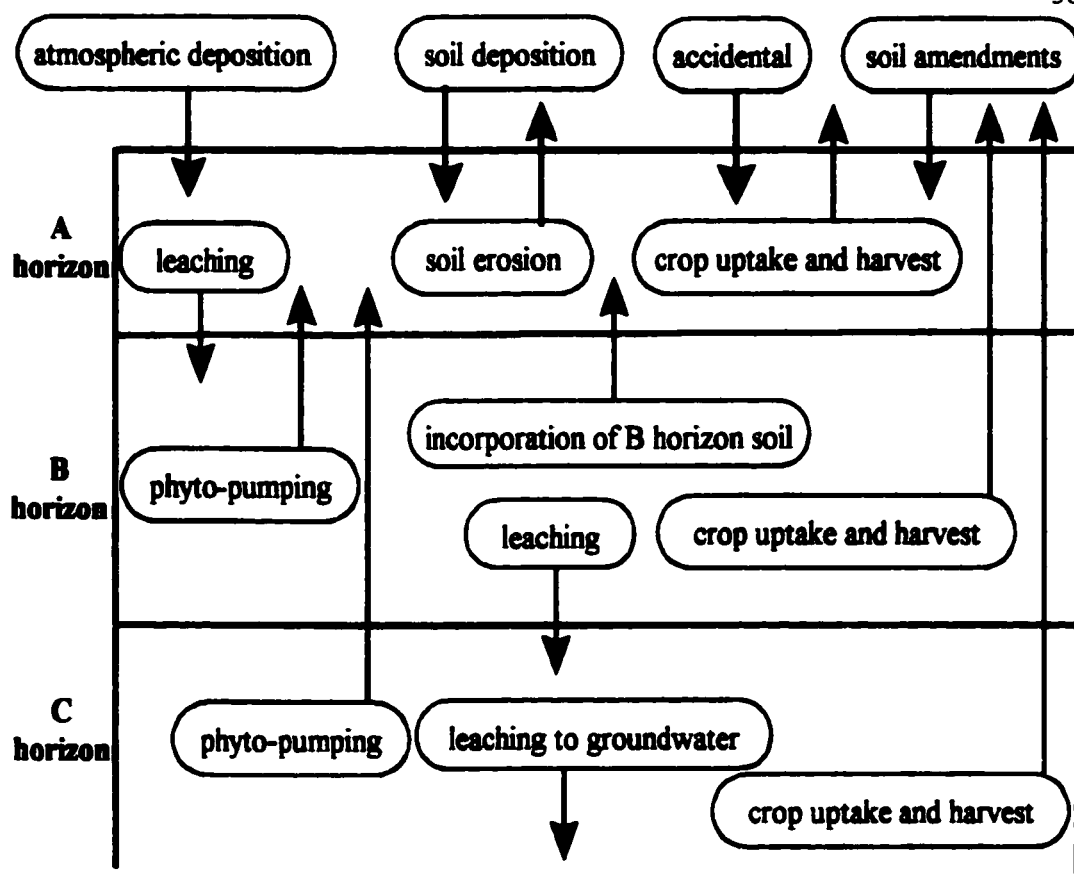 atmospheric deposition
soil deposition
accidental
soil amendments
A
horizon
leaching
soil erosion
crop uptake and harvest
B
horizon
incorporation of B horizon soil
phyto-pumping
leaching
crop uptake and harvest
C
horizon
phyto-pumping
leaching to groundwater
crop uptake and harvest